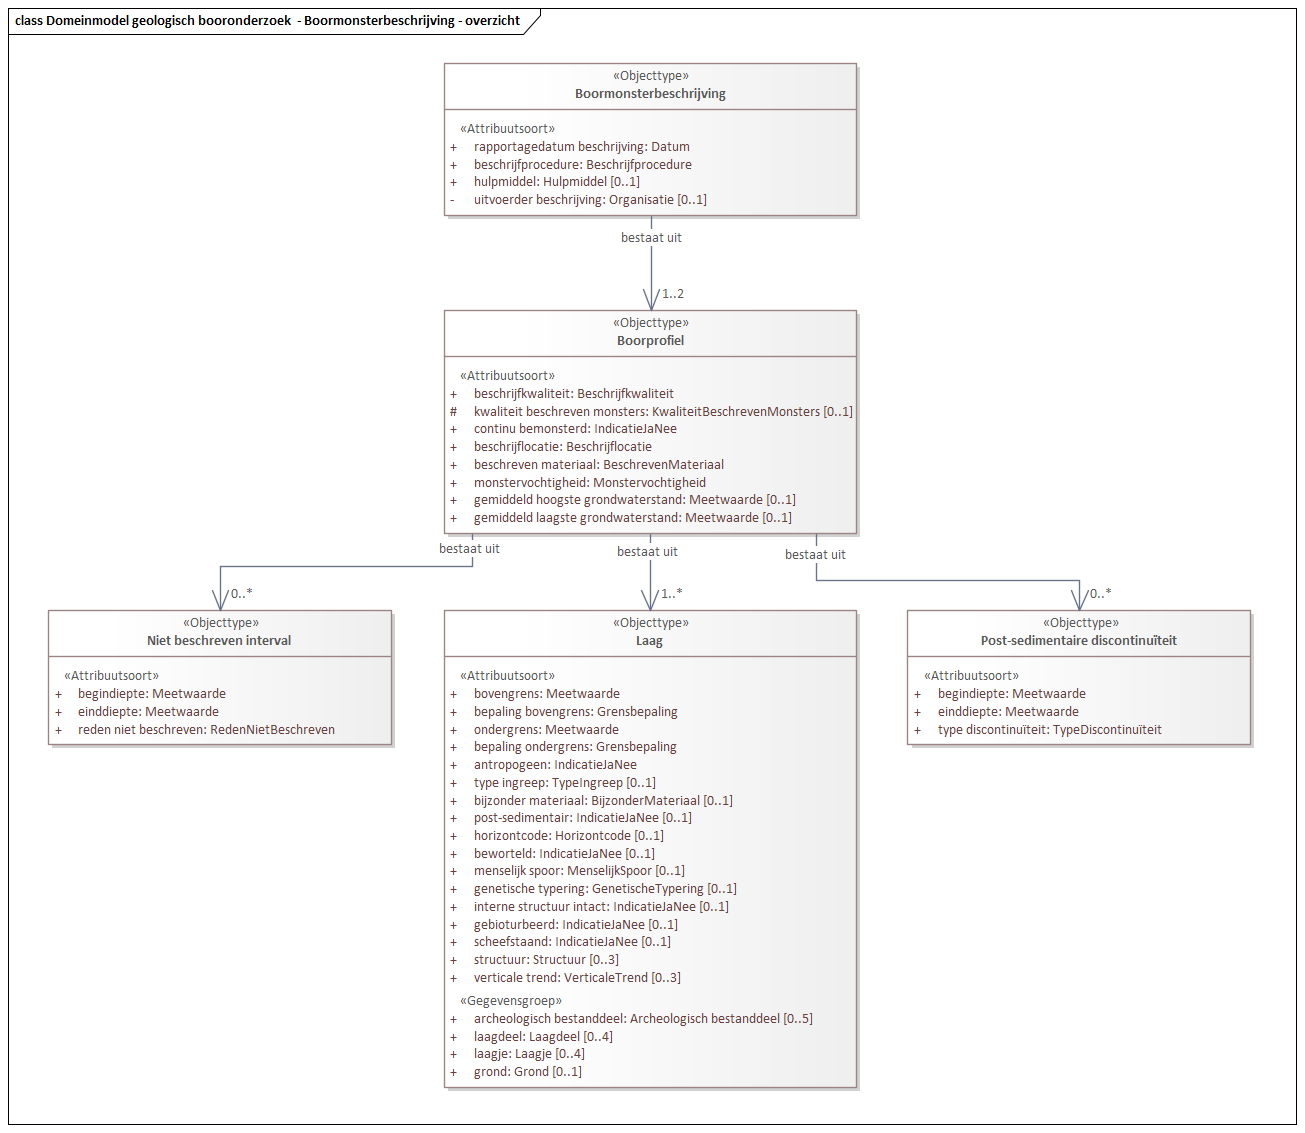 class Domeinmodel geologisch booronderzoek - Boormonsterbeschrijving - overzicht
«Objecttype»
Boormonsterbeschrijving
«Attribuutsoort»
+ rapportagedatum beschrijving: Datum
+ beschrijfprocedure: Beschrijfprocedure
+ hulpmiddel: Hulpmiddel [0..1]
- uitvoerder beschrijving: Organisatie [0..1]
bestaat uit
1..2
«Objecttype»
Boorprofiel
«Attribuutsoort»
+ beschrijfkwaliteit: Beschrijfkwaliteit
# kwaliteit beschreven monsters: KwaliteitBeschrevenMonsters [0..1]
+ continu bemonsterd: IndicatieJaNee
+ beschrijflocatie: Beschrijflocatie
+ beschreven materiaal: BeschrevenMateriaal
+ monstervochtigheid: Monstervochtigheid
+ gemiddeld hoogste grondwaterstand: Meetwaarde [0..1]
+ gemiddeld laagste grondwaterstand: Meetwaarde [0..1]
bestaat uit
bestaat uit
bestaat uit
0..*
1..*
0..*
«Objecttype»
Niet beschreven interval
«Attribuutsoort»
+ begindiepte: Meetwaarde
+ einddiepte: Meetwaarde
+ reden niet beschreven: RedenNietBeschreven
«Objecttype»
Laag
«Attribuutsoort»
+ bovengrens: Meetwaarde
+ bepaling bovengrens: Grensbepaling
+ ondergrens: Meetwaarde
+ bepaling ondergrens: Grensbepaling
+ antropogeen: IndicatieJaNee
+ type ingreep: TypeIngreep [0..1]
+ bijzonder materiaal: BijzonderMateriaal [0..1]
+ post-sedimentair: IndicatieJaNee [0..1]
+ horizontcode: Horizontcode [0..1]
+ beworteld: IndicatieJaNee [0..1]
+ menselijk spoor: MenselijkSpoor [0..1]
+ genetische typering: GenetischeTypering [0..1]
+ interne structuur intact: IndicatieJaNee [0..1]
+ gebioturbeerd: IndicatieJaNee [0..1]
+ scheefstaand: IndicatieJaNee [0..1]
+ structuur: Structuur [0..3]
+ verticale trend: VerticaleTrend [0..3]
«Gegevensgroep»
+ archeologisch bestanddeel: Archeologisch bestanddeel [0..5]
+ laagdeel: Laagdeel [0..4]
+ laagje: Laagje [0..4]
+ grond: Grond [0..1]
«Objecttype»
Post-sedimentaire discontinuïteit
«Attribuutsoort»
+ begindiepte: Meetwaarde
+ einddiepte: Meetwaarde
+ type discontinuïteit: TypeDiscontinuïteit